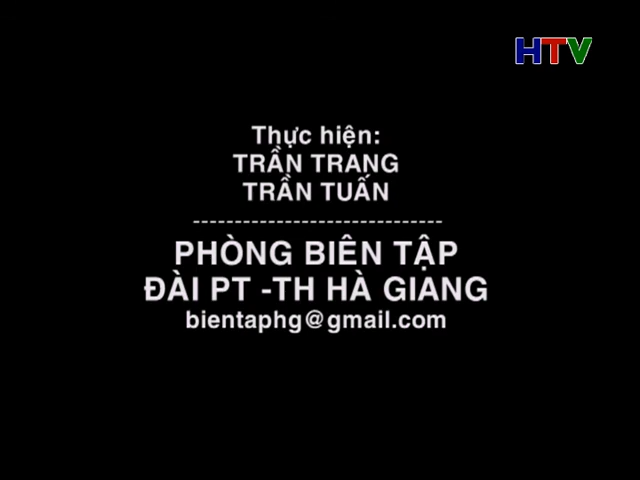 HTV
Thực hiện:
TRẦN TRANG
TRẦN TUẤN
------------------------------
PHÒNG BIÊN TẬP
ĐÀI PT -TH HÀ GIANG
bientaphg@gmail.com